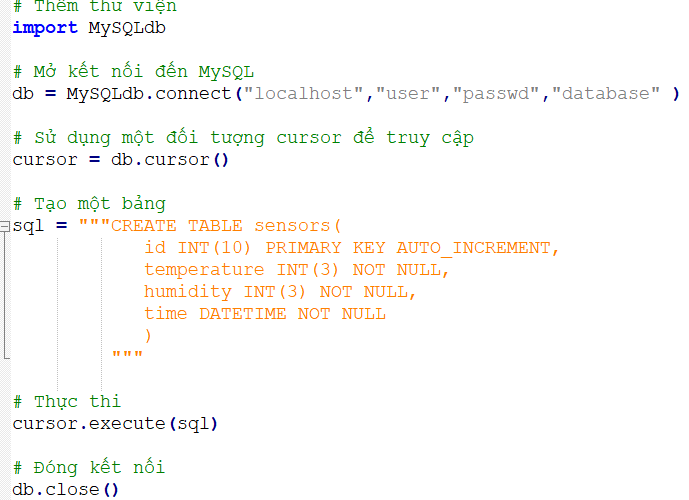 # Thêm thư viện
import MySQLdb
# Mở kết nối đến MySQL
db = MySQLdb.connect("localhost","user","passwd","database" )
# Sử dụng một đối tượng cursor để truy cập
cursor = db.cursor()
# Tạo một bảng
sql = """CREATE TABLE sensors(
id INT(10) PRIMARY KEY AUTO_INCREMENT,
temperature INT(3) NOT NULL,
humidity INT(3) NOT NULL,
time DATETIME NOT NULL
)
"""
# Thực thi
cursor.execute(sql)
# Đóng kết nối
db.close()